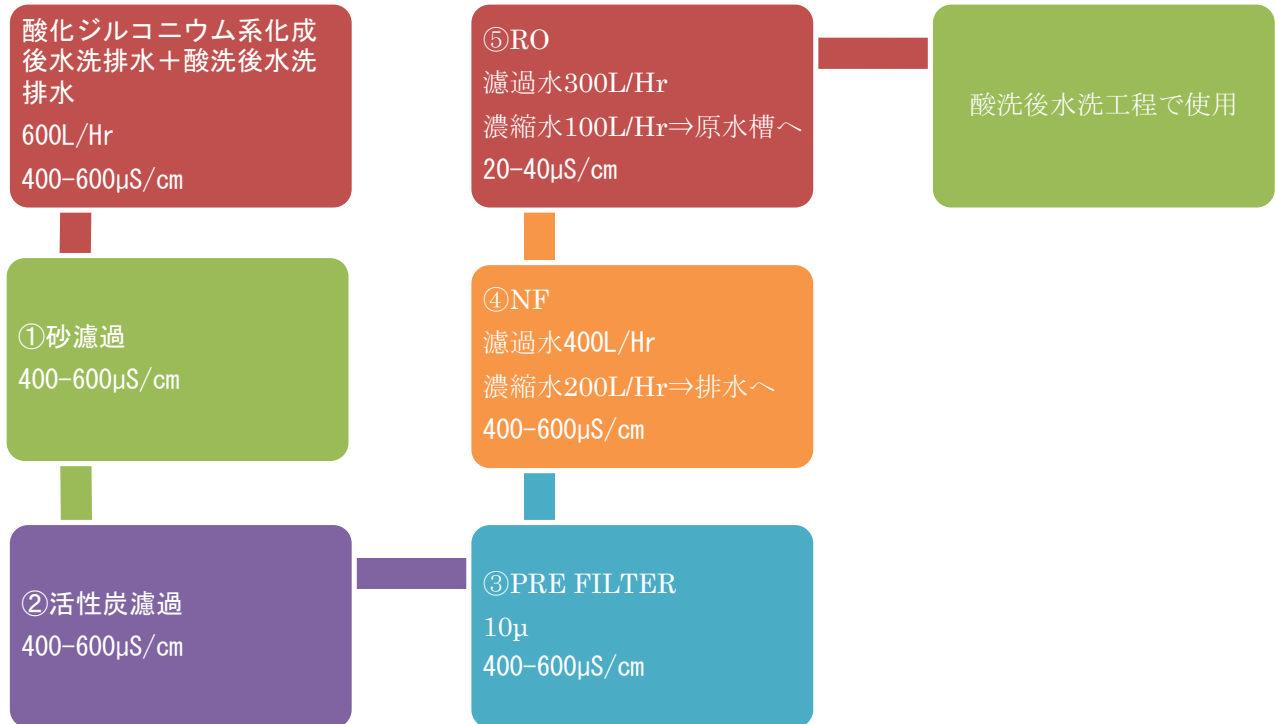 酸化ジルコニウム系化成
後水洗排水＋酸洗後水洗
排水
600L/Hr
400-600µS/cm
①砂濾過
400-600µS/cm
②活性炭濾過
400-600µS/cm
③PRE FILTER
10µ
400-600µS/cm
④NF
濾過水400L/Hr
濃縮水200L/Hr⇒排水へ
400-600µS/cm
⑤RO
濾過水300L/Hr
濃縮水100L/Hr⇒原水槽へ
20-40µS/cm
酸洗後水洗工程で使用